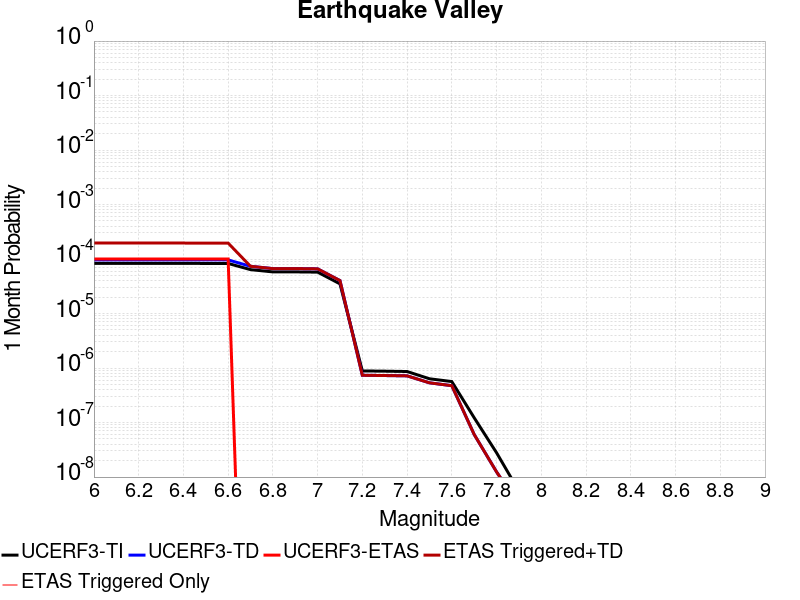 Earthquake Valley
10^0
10^-1
10^-2
10^-3
10^-4
10^-5
10^-6
10^-7
10^-8
1 Month Probability
6 6.2 6.4 6.6 6.8 7 7.2 7.4 7.6 7.8 8 8.2 8.4 8.6 8.8 9
Magnitude
UCERF3-TI UCERF3-TD UCERF3-ETAS ETAS Triggered+TD
ETAS Triggered Only